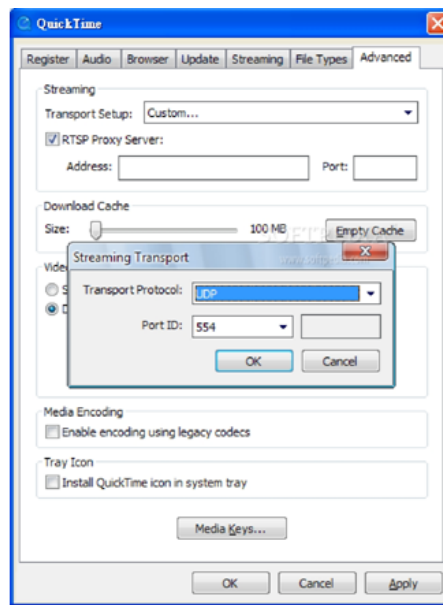 QuickTime
Register Audio Browser Update Streaming File Types Advanced
Streaming
Transport Setup: Custom...
RTSP Proxy Server:
Address: Port:
Download Cache
Size: 100 MB Empty Cache
Streaming Transport
Video
Transport Protocol: UDP
S
D
Port ID: 554
OK Cancel
Media Encoding
Enable encoding using legacy codecs
Tray Icon
Install QuickTime icon in system tray
Media Keys...
OK Cancel Apply